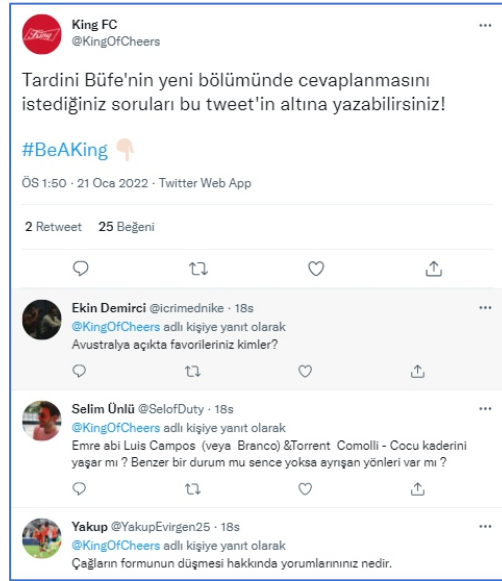 King
King FC
@KingOfCheers
Tardini Büfe'nin yeni bölümünde cevaplanmasını
istediğiniz soruları bu tweet'in altına yazabilirsiniz!
#BeAKing
ÖS 1:50 · 21 Oca 2022 · Twitter Web App
2 Retweet 25 Beğeni
Ekin Demirci @icrimednike · 18s
@KingOfCheers adlı kişiye yanıt olarak
Avustralya açıkta favorileriniz kimler?
Selim Ünlü @SelofDuty · 18s
@KingOfCheers adlı kişiye yanıt olarak
Emre abi Luis Campos (veya Branco) &Torrent Comolli - Cocu kaderini
yaşar mı ? Benzer bir durum mu sence yoksa ayrışan yönleri var mı ?
Yakup @YakupEvirgen25 · 18s
@KingOfCheers adlı kişiye yanıt olarak
Çağların formunun düşmesi hakkında yorumlarınınız nedir.